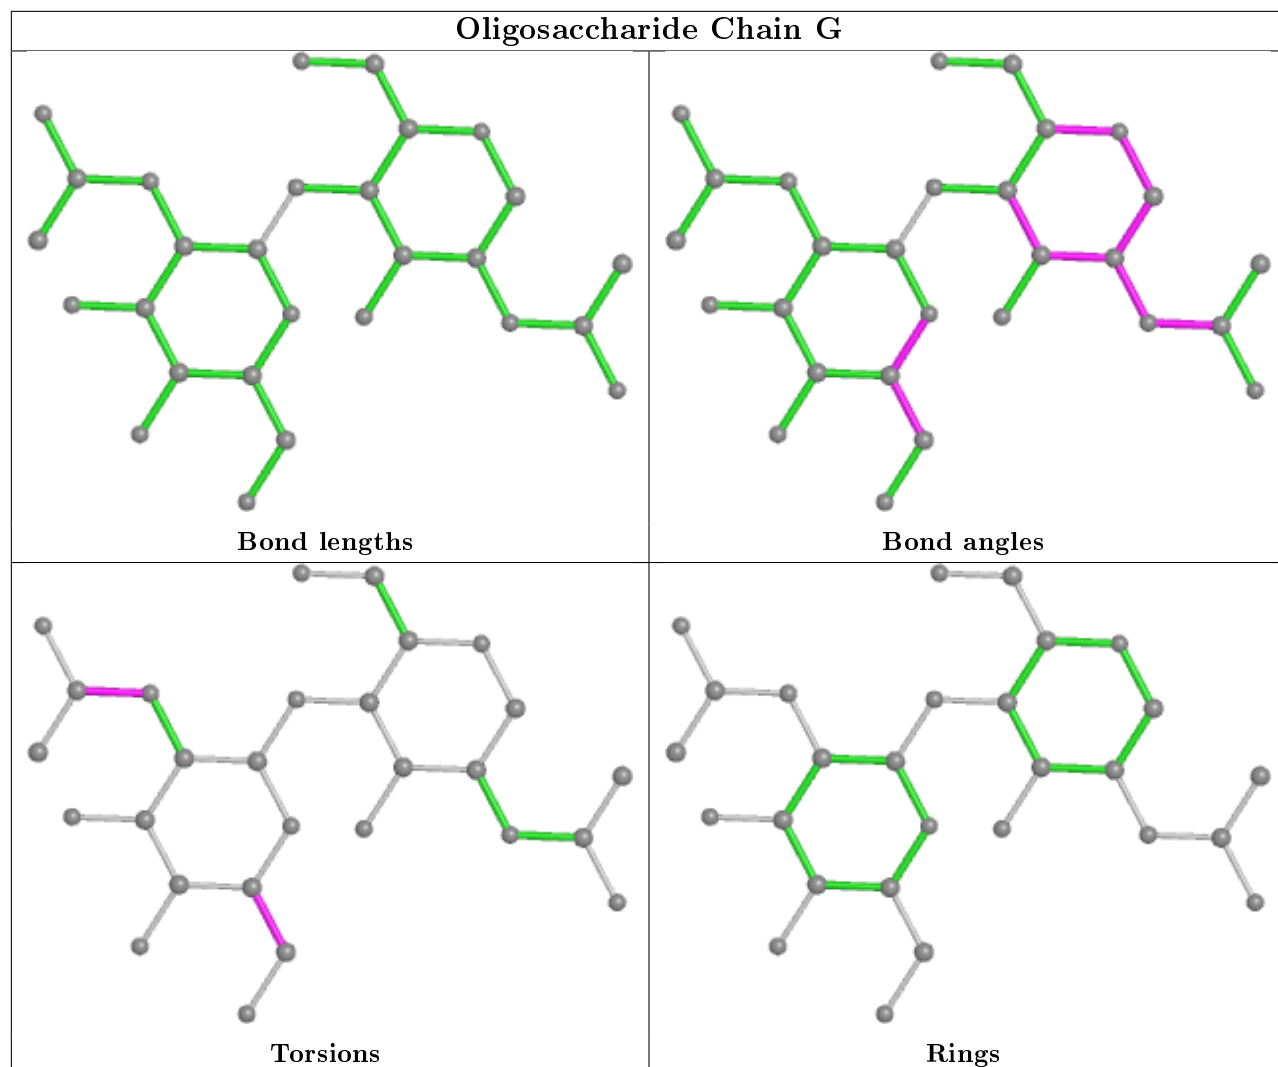 Oligosaccharide Chain G
Bond lengths
Bond angles
Torsions
Rings